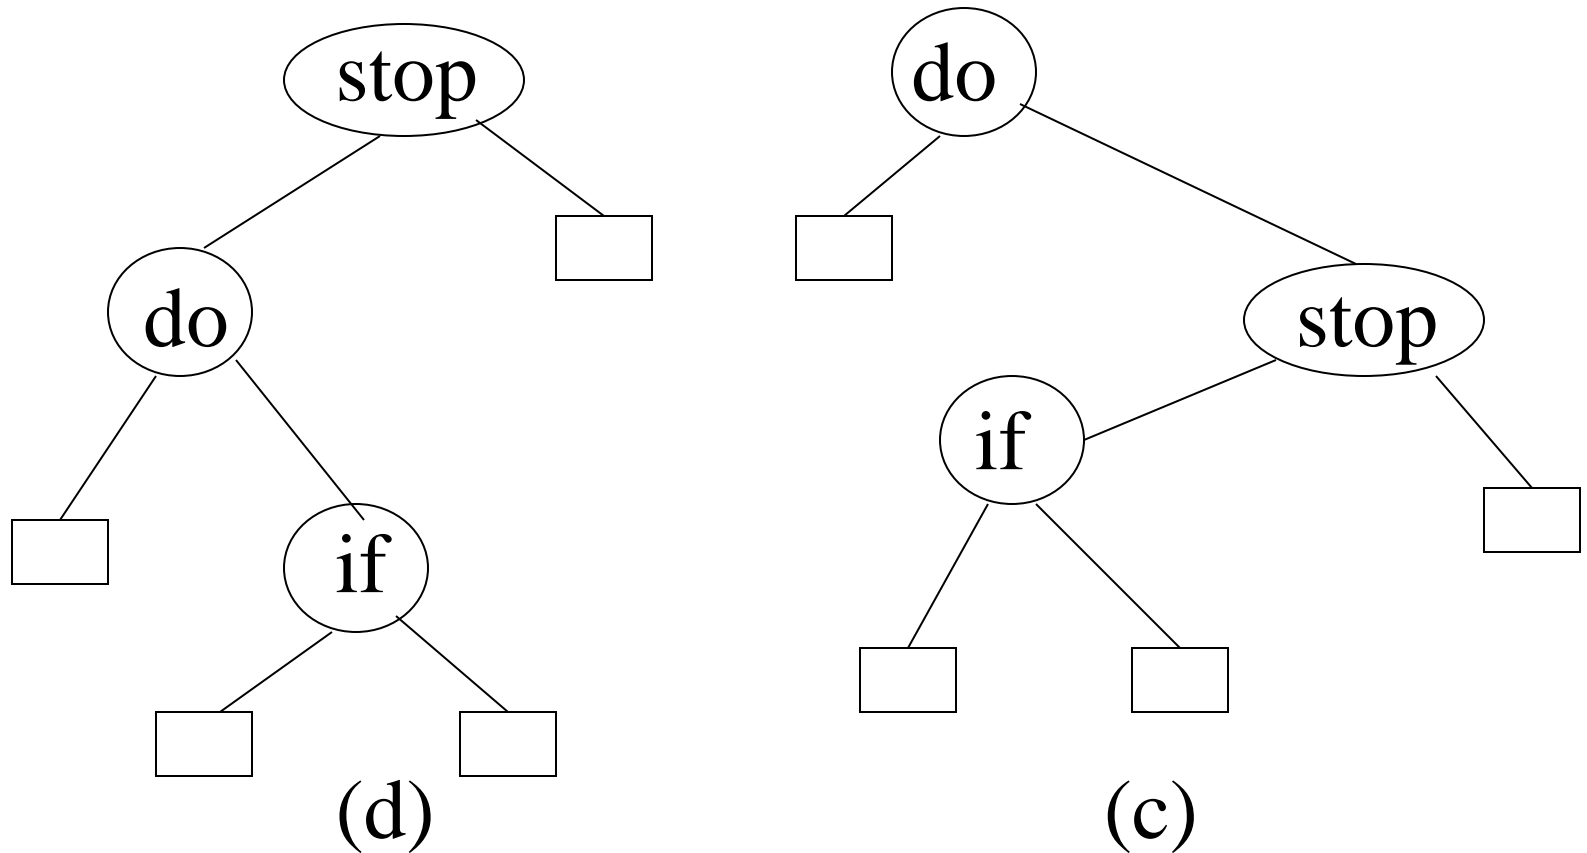 stop
do
if
(d)
do
stop
if
(c)